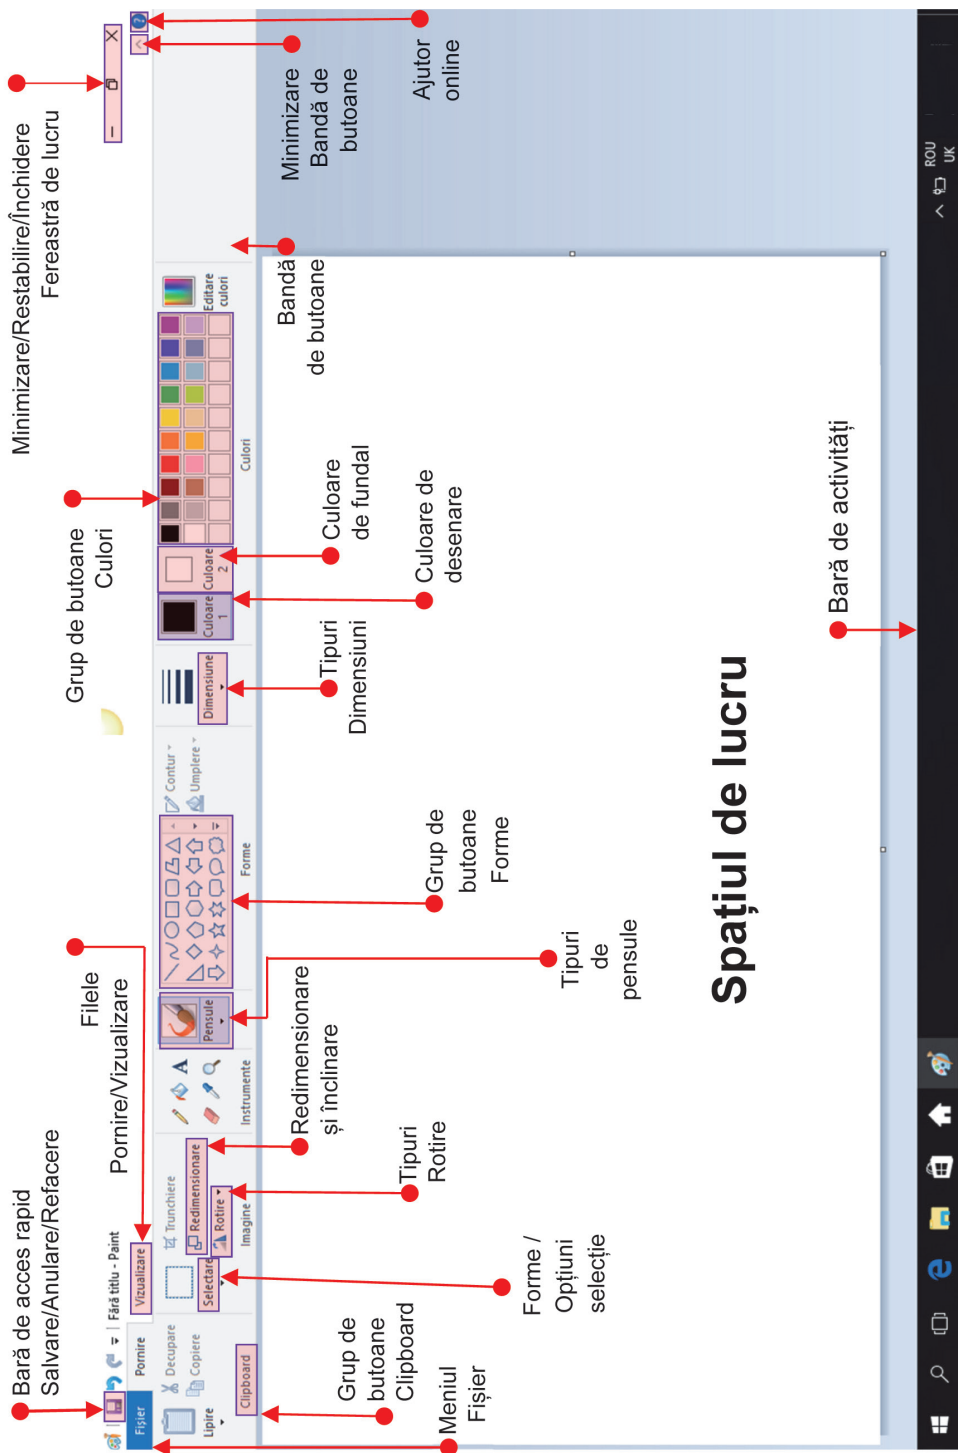 Bară de acces rapid
Salvare/Anulare/Refacere
Filele
Pornire/Vizualizare
Grup de butoane
Culori
Minimizare/Restabilire/Închidere
Fereastră de lucru
Fără titlu - Paint
Fișier
Pornire
Vizualizare
Lipire
Decupare
Copiere
Clipboard
Selectare
Trunchiere
Redimensionare
Rotire
Imagine
Instrumente
Pensule
Forme
Contur
Umplere
Dimensiune
Culoare
1
Culoare
2
Culori
Editare
culori
Meniul
Fișier
Grup de
butoane
Clipboard
Forme /
Opțiuni
selecție
Tipuri
Rotire
Redimensionare
și înclinare
Tipuri
de
pensule
Grup de
butoane
Forme
Tipuri
Dimensiuni
Culoare de
desenare
Culoare
de fundal
Bandă
de butoane
Minimizare
Bandă de
butoane
Ajutor
online
Spațiul de lucru
Bară de activități
ROU
UK